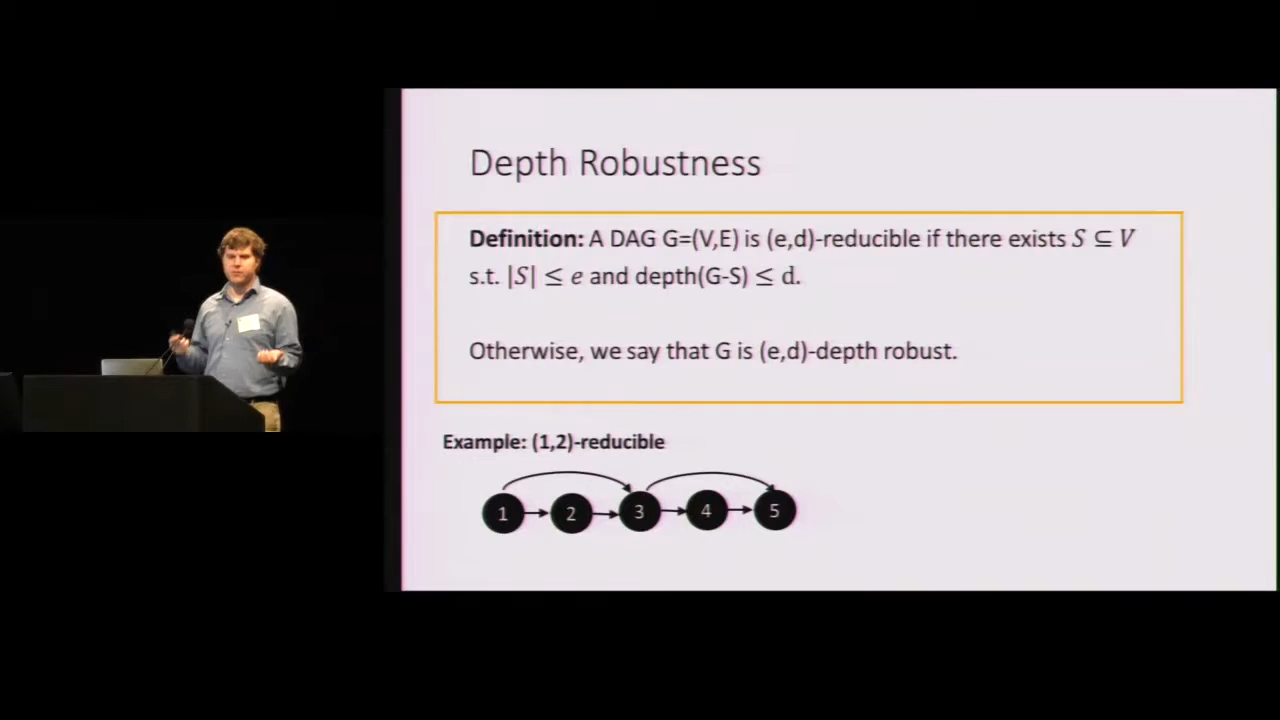 Depth Robustness
Definition: A DAG G=(V,E) is (e,d)-reducible if there exists S ⊆ V
s.t. |S| ≤ e and depth(G-S) ≤ d.
Otherwise, we say that G is (e,d)-depth robust.
Example: (1,2)-reducible
1 2 3 4 5